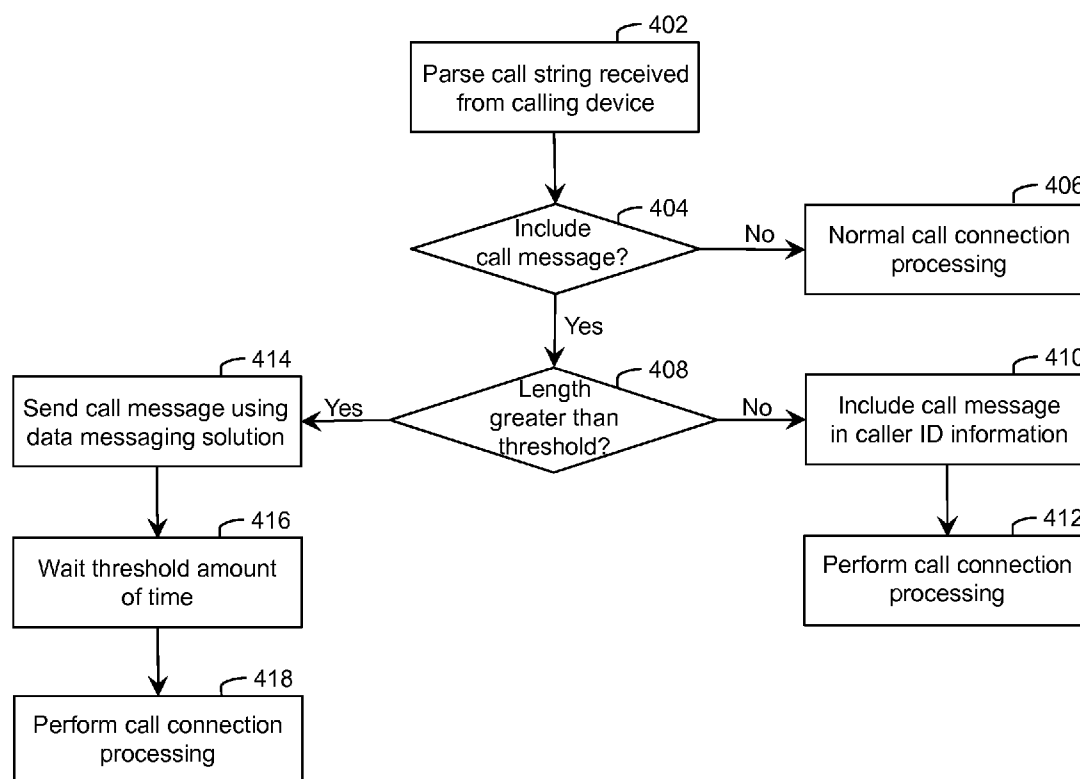 402
Parse call string received
from calling device
404
Include
call message?
No
406
Normal call connection
processing
Yes
408
Length
greater than
threshold?
Yes
414
Send call message using
data messaging solution
No
410
Include call message
in caller ID information
416
Wait threshold amount
of time
412
Perform call connection
processing
418
Perform call connection
processing